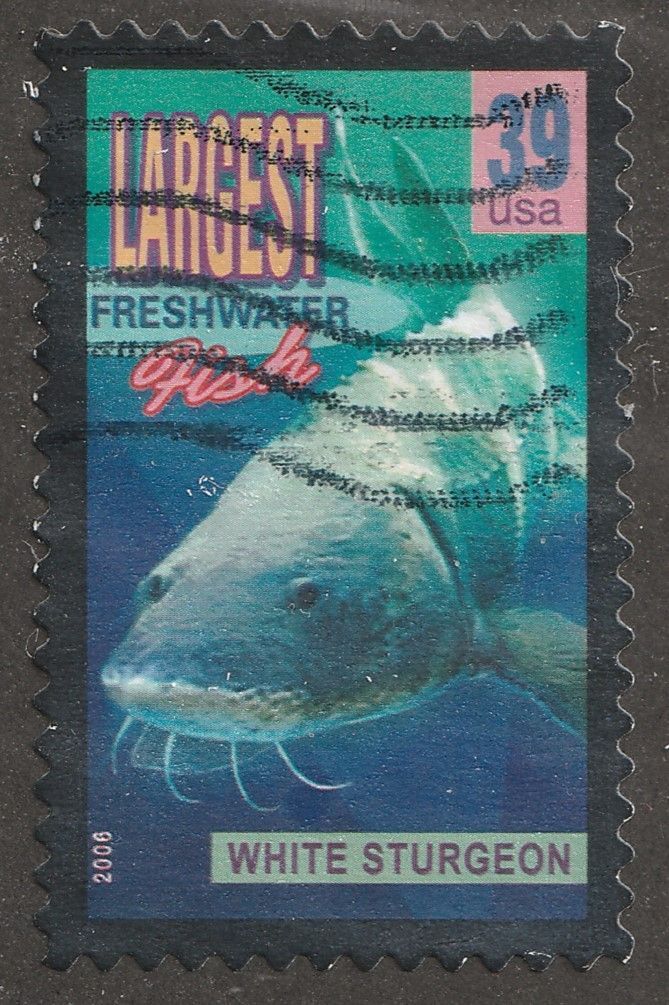 LARGEST
FRESHWATER
fish
39
usa
WHITE STURGEON
2006